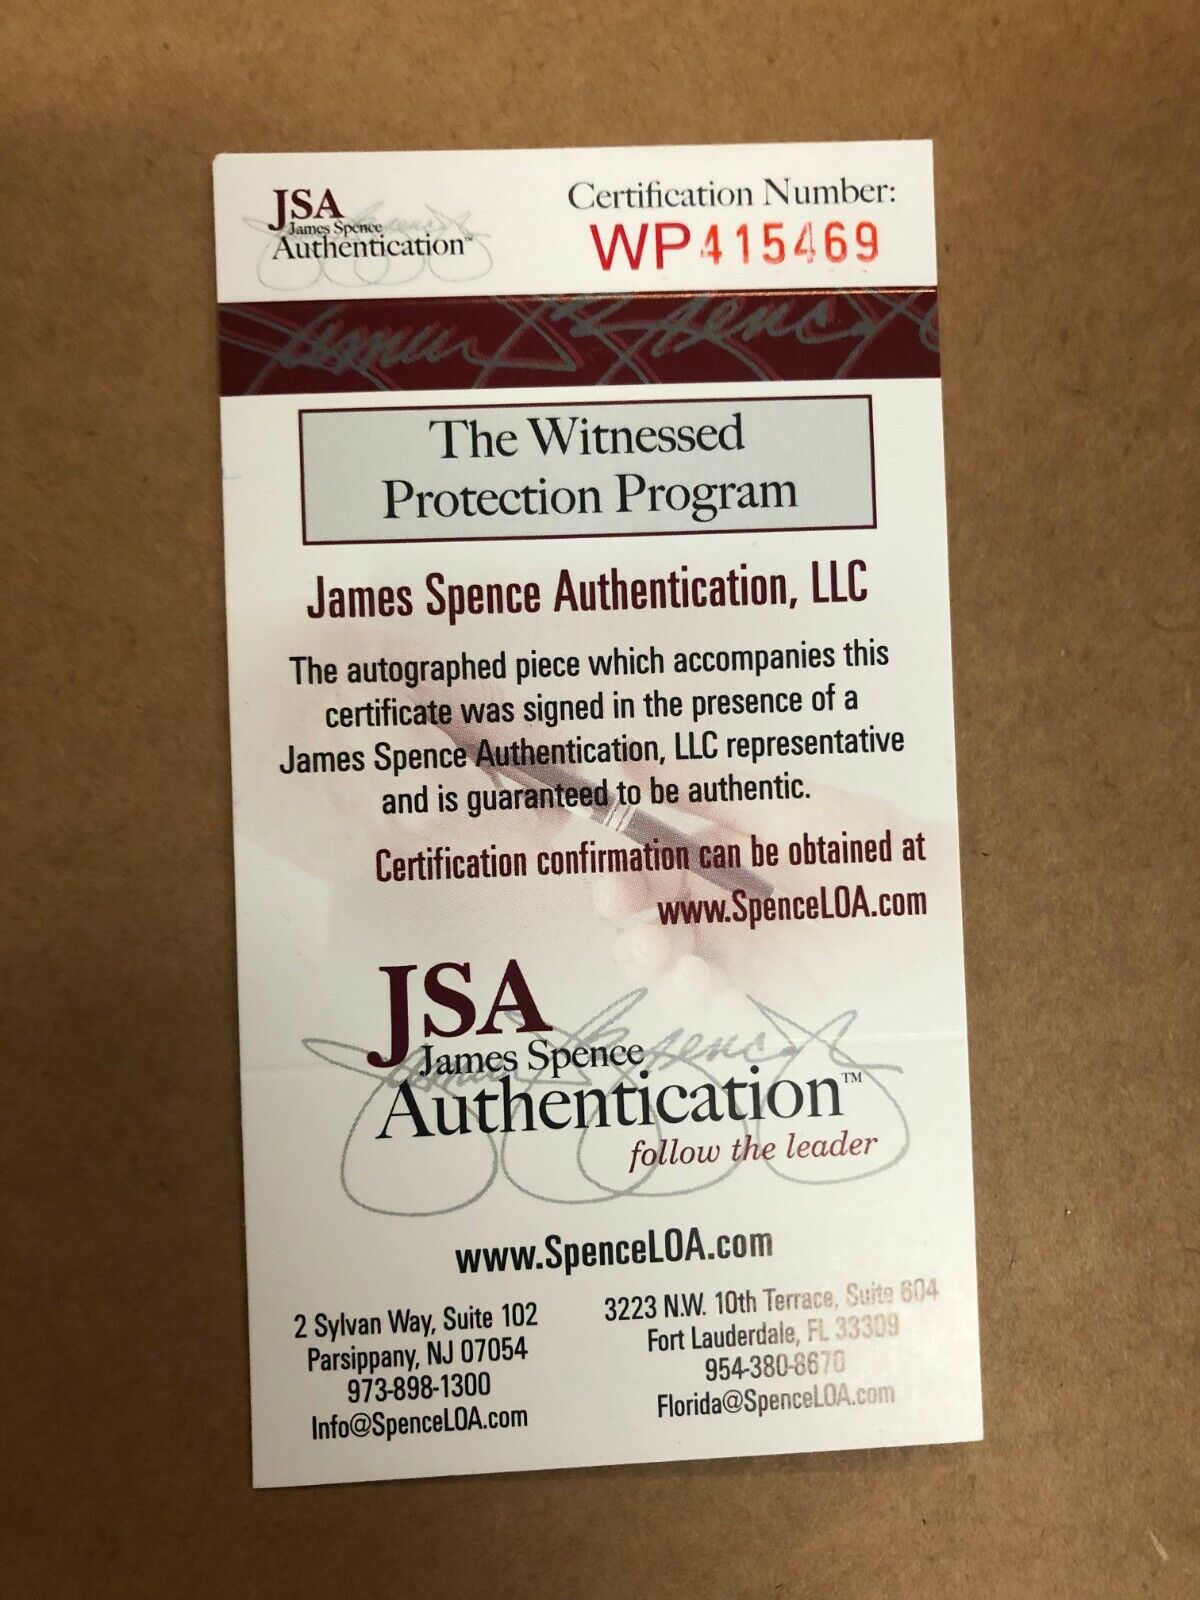 JSA
James Spence
Authentication™
Certification Number:
WP415469
James Spence
The Witnessed
Protection Program
James Spence Authentication, LLC
The autographed piece which accompanies this
certificate was signed in the presence of a
James Spence Authentication, LLC representative
and is guaranteed to be authentic.
Certification confirmation can be obtained at
www.SpenceLOA.com
JSA
James Spence
Authentication™
follow the leader
www.SpenceLOA.com
2 Sylvan Way, Suite 102
Parsippany, NJ 07054
973-898-1300
Info@SpenceLOA.com
3223 N.W. 10th Terrace, Suite 604
Fort Lauderdale, FL 33309
954-380-8670
Florida@SpenceLOA.com